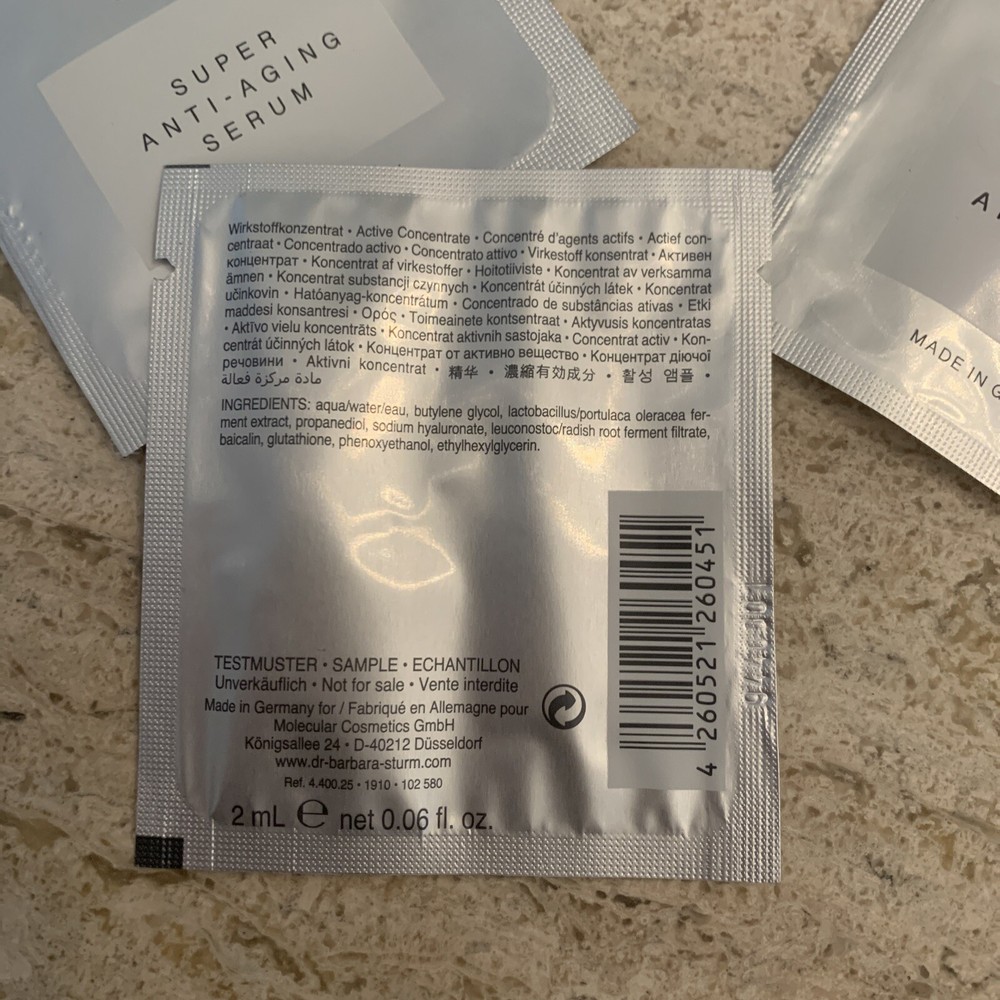 SUPER
ANTI-AGING
SERUM
MADE IN G
Wirkstoffkonzentrat • Active Concentrate • Concentré d'agents actifs • Actief con-
centraat • Concentrado activo • Concentrato attivo • Virkestoff konsentrat • Активен
концентрат • Koncentrat af virkestoffer • Hoitotiiviste • Koncentrat av verksamma
ämnen • Koncentrat substancji czynnych • Koncentrát účinných látek • Koncentrat
učinkovin • Hatóanyag-koncentrátum • Concentrado de substâncias ativas • Etki
maddesi konsantresi • Ορός • Toimeainete kontsentraat • Aktyvusis koncentratas
• Aktīvo vielu koncentrāts • Koncentrat aktivnih sastojaka • Concentrat activ • Kon-
centrát účinných látok • Концентрат от активно вещество • Концентрат діючої
речовини • Aktivni koncentrat • 精华 • 濃縮有効成分 • 활성 앰플 •
مادة مركزة فعالة
INGREDIENTS: aqua/water/eau, butylene glycol, lactobacillus/portulaca oleracea fer-
ment extract, propanediol, sodium hyaluronate, leuconostoc/radish root ferment filtrate,
baicalin, glutathione, phenoxyethanol, ethylhexylglycerin.
TESTMUSTER • SAMPLE • ECHANTILLON
Unverkäuflich • Not for sale • Vente interdite
Made in Germany for / Fabriqué en Allemagne pour
Molecular Cosmetics GmbH
Königsallee 24 • D-40212 Düsseldorf
www.dr-barbara-sturm.com
Ref. 4.400.25 • 1910 • 102 580
2 mL e net 0.06 fl. oz.
4 260521 260451